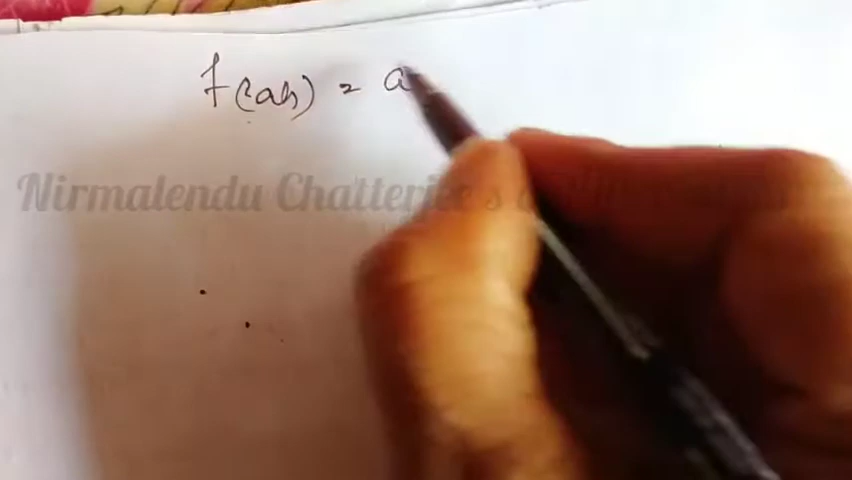 f(ab) = a
Nirmalendu Chatterjee's